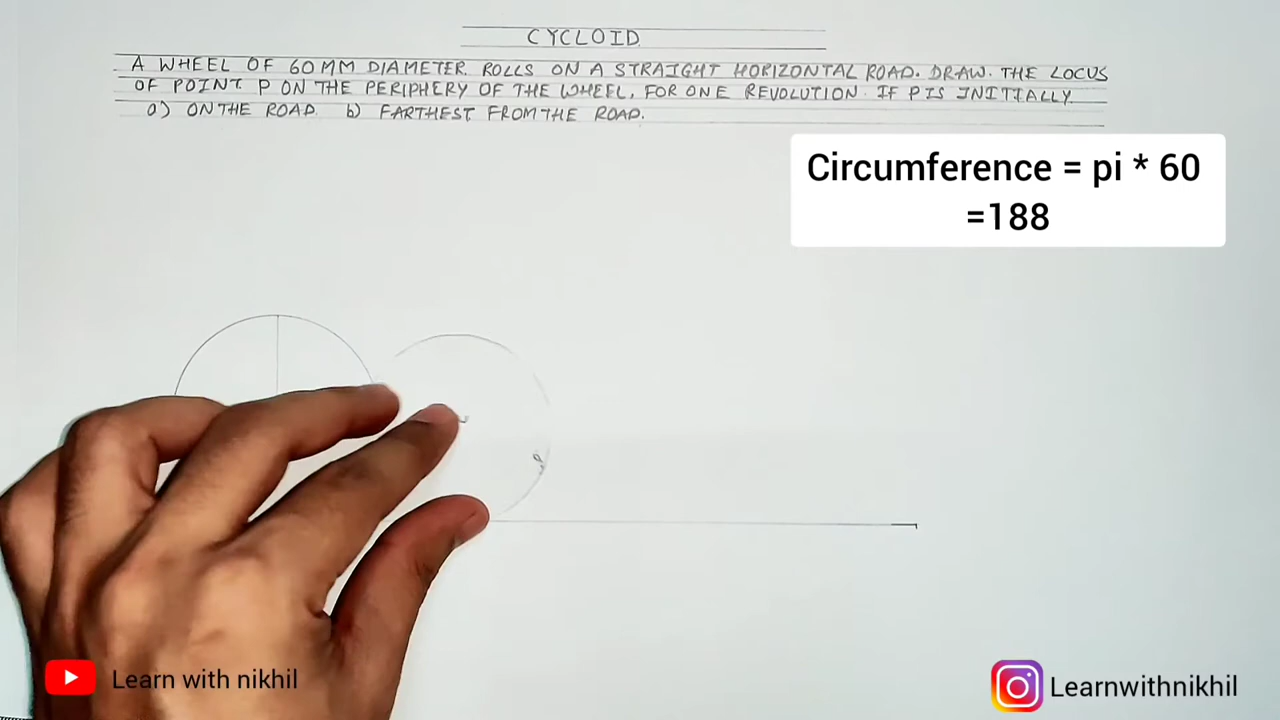 CYCLOID
A WHEEL OF 60 MM DIAMETER. ROLLS ON A STRAIGHT HORIZONTAL ROAD. DRAW. THE LOCUS
OF POINT. P ON THE PERIPHERY OF THE WHEEL, FOR ONE REVOLUTION. IF P IS INITIALLY
a) ON THE ROAD. b) FARTHEST FROM THE ROAD.
Circumference = pi * 60
=188
P
Learn with nikhil
Learnwithnikhil